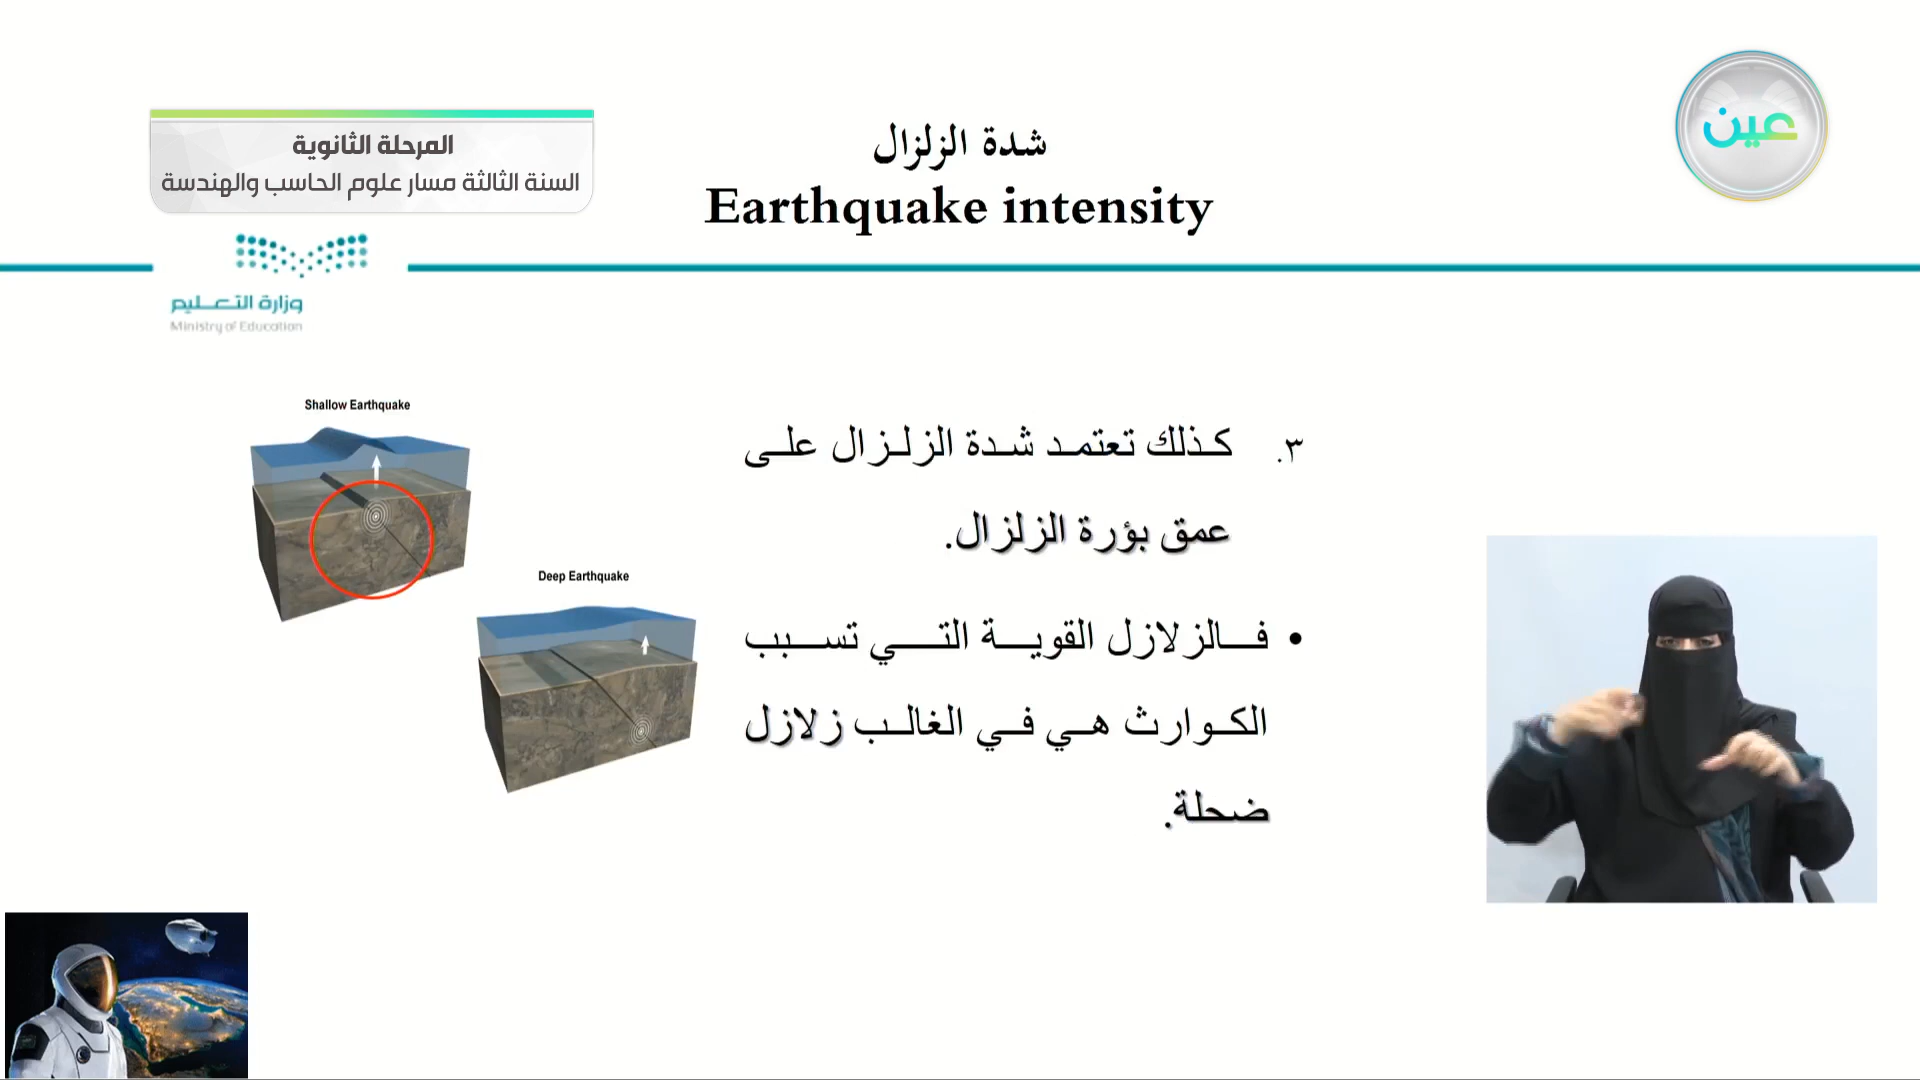 عين
المرحلة الثانوية
السنة الثالثة مسار علوم الحاسب والهندسة
شدة الزلزال
Earthquake intensity
وزارة التعليم
Ministry of Education
٣. كذلك تعتمد شدة الزلزال على
عمق بؤرة الزلزال.
• فالزلازل القوية التي تسبب
الكوارث هي في الغالب زلازل
ضحلة.
Shallow Earthquake
Deep Earthquake